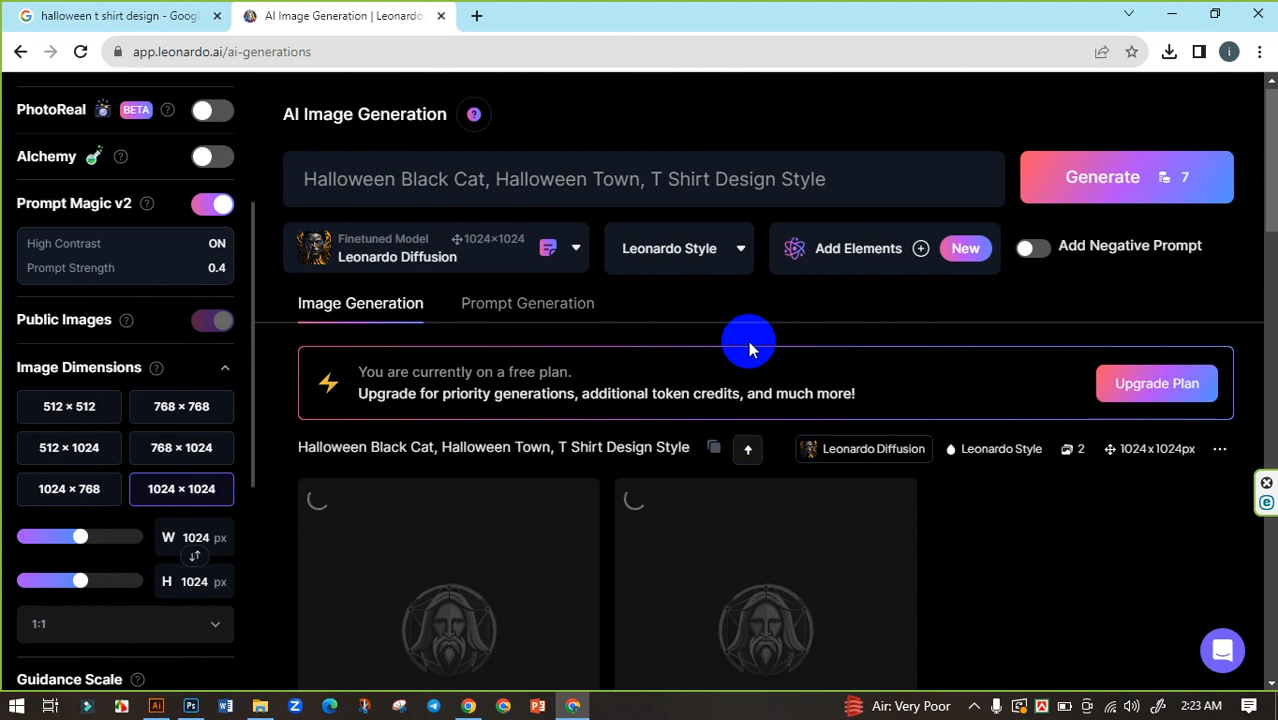 halloween t shirt design - Goog
AI Image Generation | Leonardo.
app.leonardo.ai/ai-generations
i
PhotoReal BETA ?
Alchemy ?
Prompt Magic v2 ?
High Contrast ON
Prompt Strength 0.4
Public Images ?
Image Dimensions ?
512 × 512 768 × 768
512 × 1024 768 × 1024
1024 × 768 1024 × 1024
W 1024 px
H 1024 px
1:1
Guidance Scale ?
AI Image Generation ?
Halloween Black Cat, Halloween Town, T Shirt Design Style
Generate 7
Finetuned Model 1024×1024
Leonardo Diffusion
Leonardo Style
Add Elements New
Add Negative Prompt
Image Generation Prompt Generation
You are currently on a free plan.
Upgrade for priority generations, additional token credits, and much more!
Upgrade Plan
Halloween Black Cat, Halloween Town, T Shirt Design Style
Leonardo Diffusion Leonardo Style 2 1024x1024px
Air: Very Poor 2:23 AM